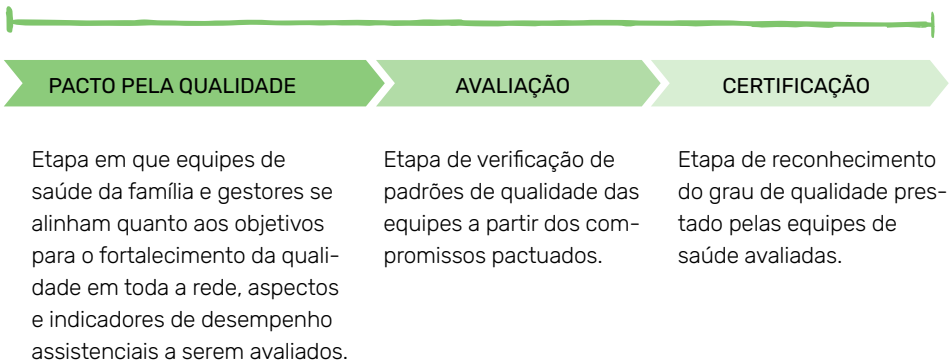 PACTO PELA QUALIDADE
AVALIAÇÃO
CERTIFICAÇÃO
Etapa em que equipes de
saúde da família e gestores se
alinham quanto aos objetivos
para o fortalecimento da quali-
dade em toda a rede, aspectos
e indicadores de desempenho
assistenciais a serem avaliados.
Etapa de verificação de
padrões de qualidade das
equipes a partir dos com-
promissos pactuados.
Etapa de reconhecimento
do grau de qualidade pres-
tado pelas equipes de
saúde avaliadas.